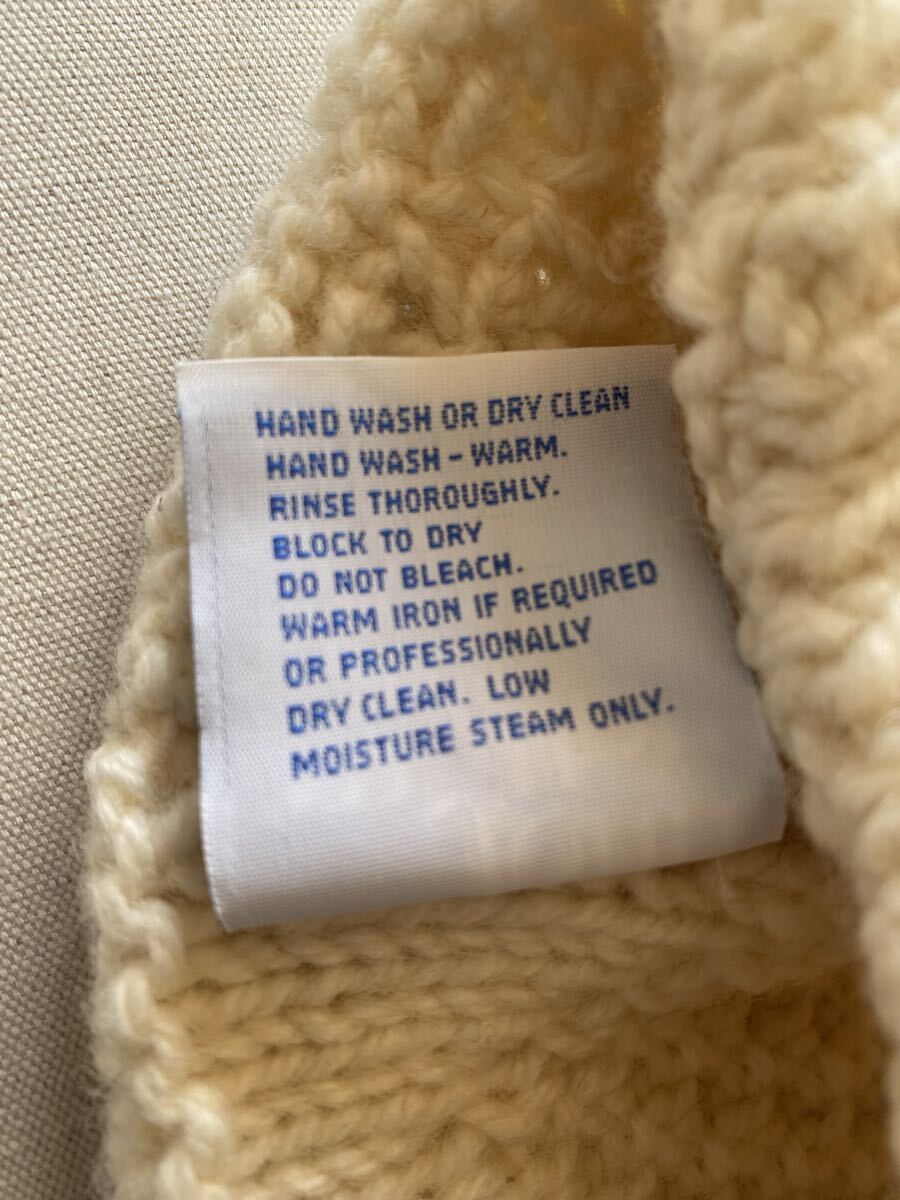 HAND WASH OR DRY CLEAN
HAND WASH - WARM.
RINSE THOROUGHLY.
BLOCK TO DRY
DO NOT BLEACH.
WARM IRON IF REQUIRED
OR PROFESSIONALLY
DRY CLEAN. LOW
MOISTURE STEAM ONLY.